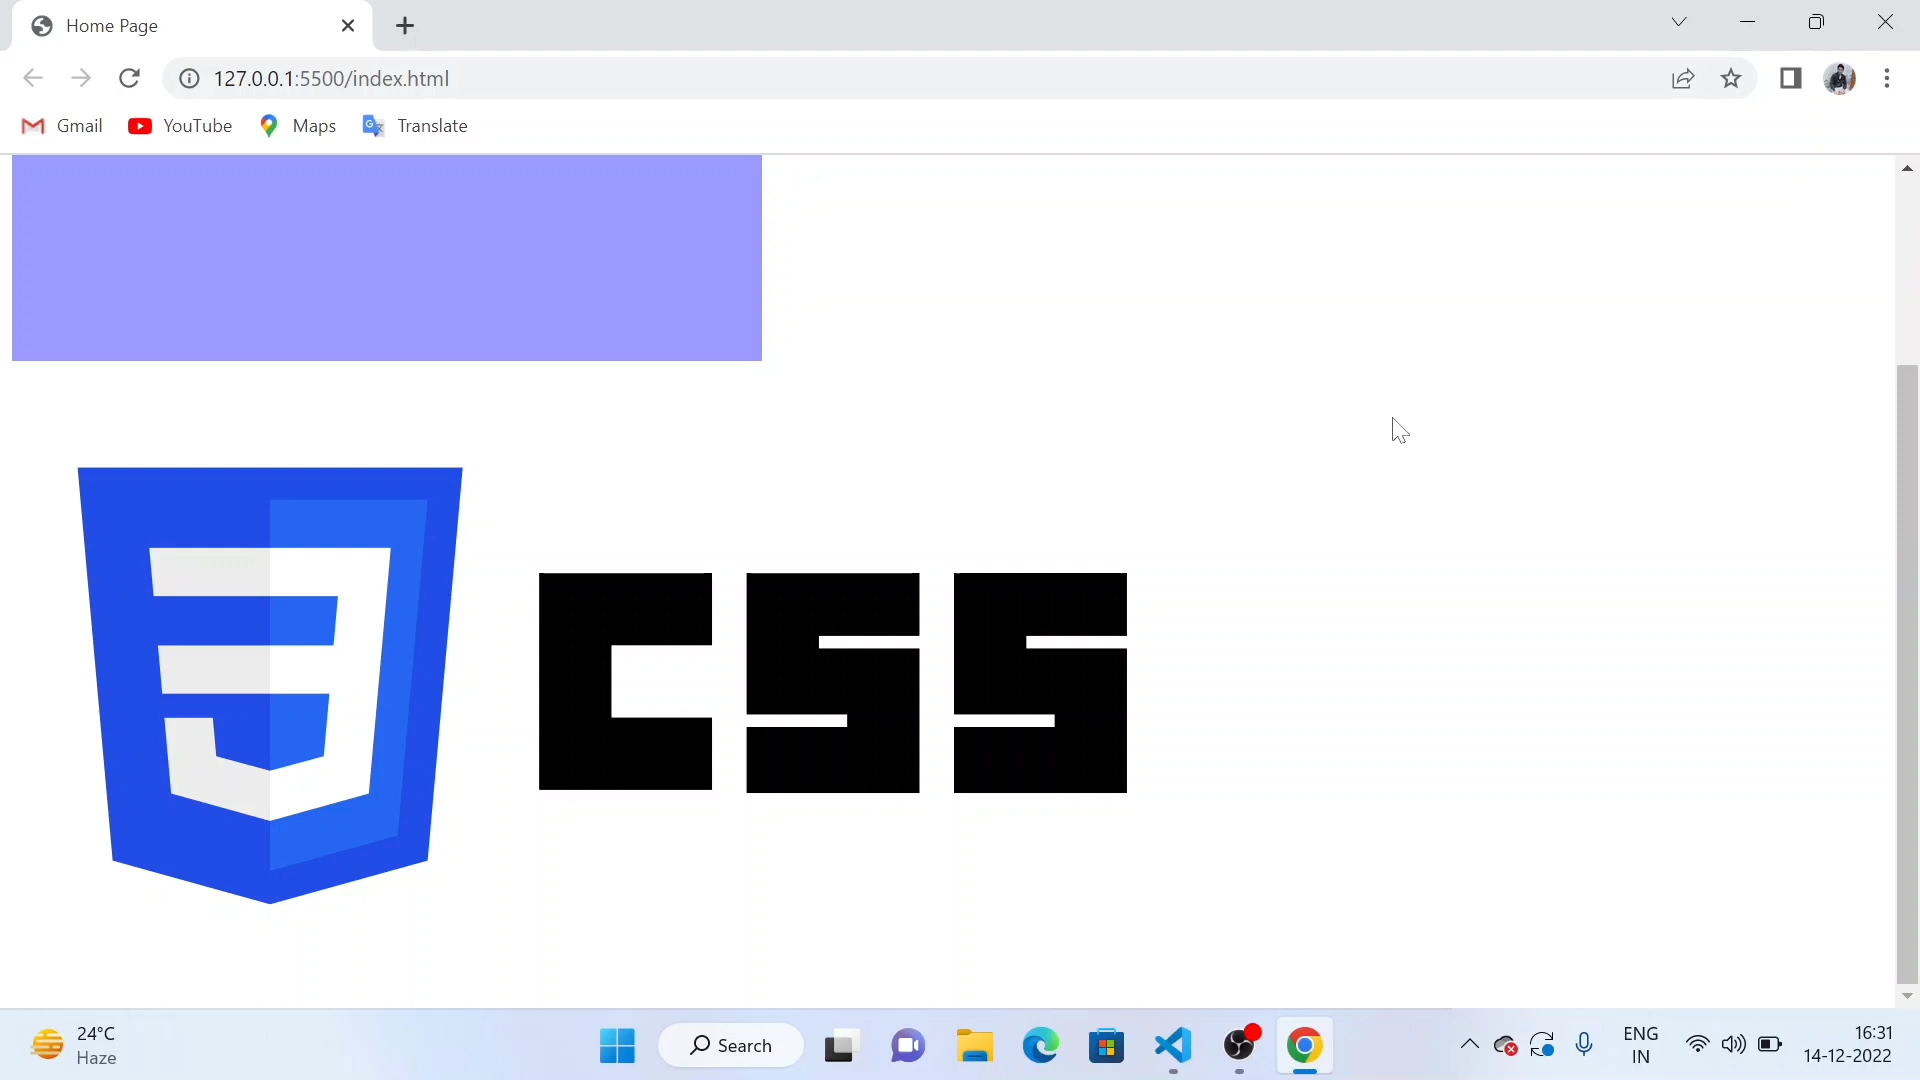 Home Page
127.0.0.1:5500/index.html
Gmail YouTube Maps Translate
3
CSS
24°C
Haze
Search
ENG
IN
16:31
14-12-2022